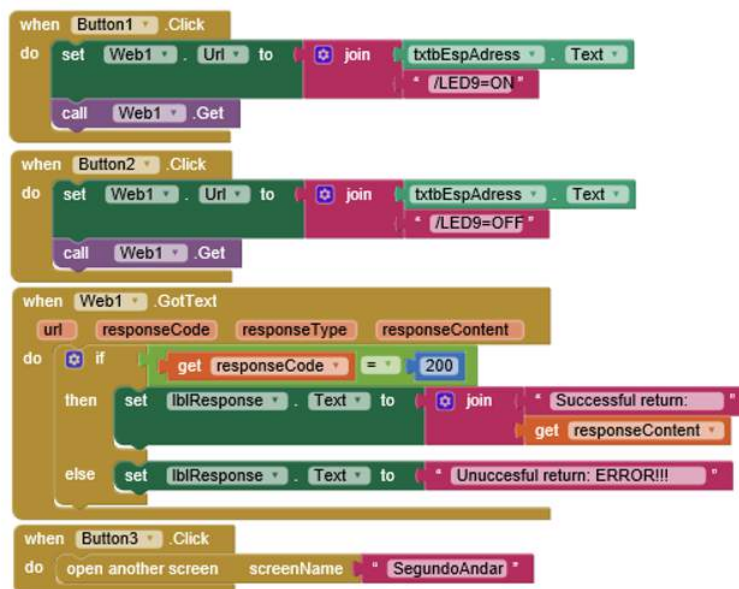 when Button1 .Click
do set Web1 . Url to join txtbEspAdress . Text
" /LED9=ON "
call Web1 .Get
when Button2 .Click
do set Web1 . Url to join txtbEspAdress . Text
" /LED9=OFF "
call Web1 .Get
when Web1 .GotText
url responseCode responseType responseContent
do if get responseCode = 200
then set lblResponse . Text to join " Successful return: "
get responseContent
else set lblResponse . Text to " Unuccesful return: ERROR!!! "
when Button3 .Click
do open another screen screenName " SegundoAndar "